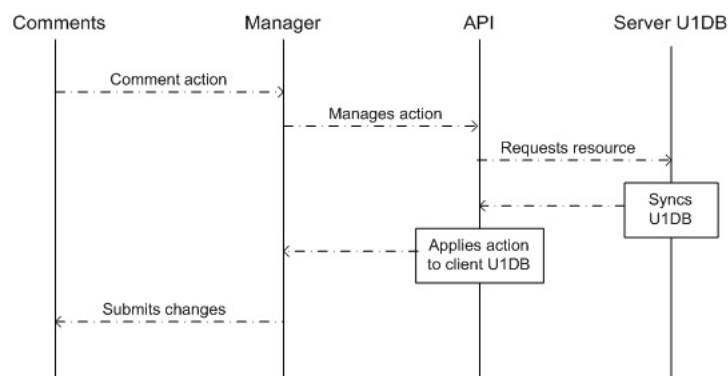 Comments
Manager
API
Server U1DB
Comment action
Manages action
Requests resource
Syncs
U1DB
Applies action
to client U1DB
Submits changes